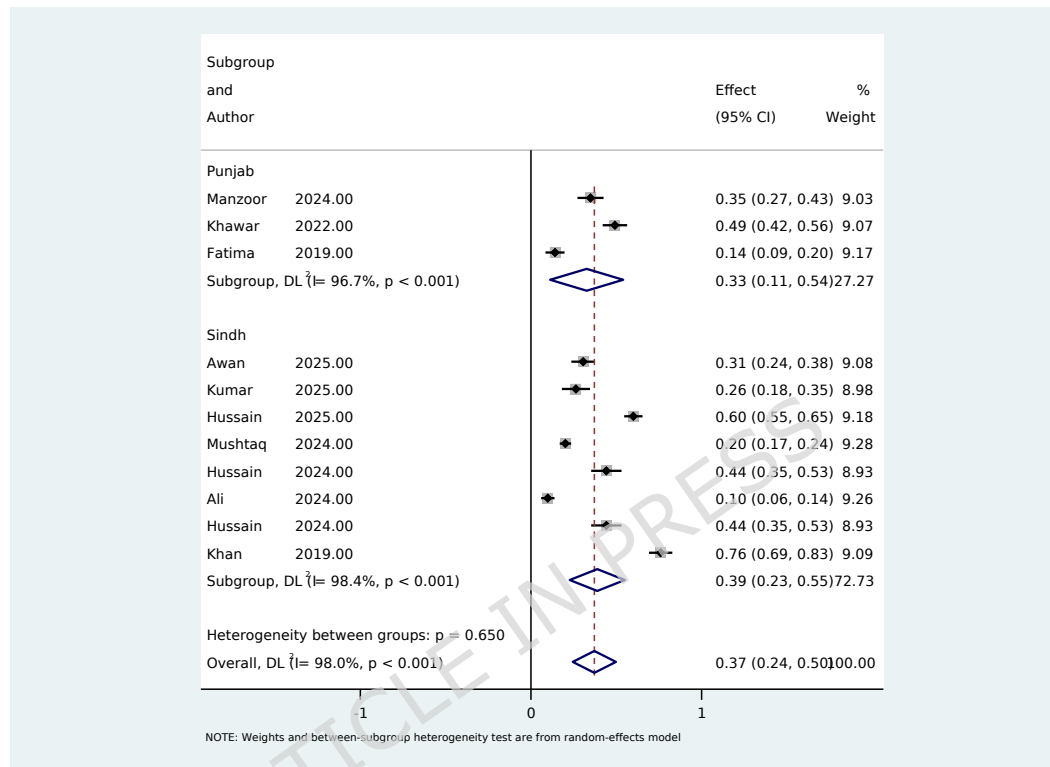 Subgroup
and Effect %
Author (95% CI) Weight
Punjab
Manzoor 2024.00 0.35 (0.27, 0.43) 9.03
Khawar 2022.00 0.49 (0.42, 0.56) 9.07
Fatima 2019.00 0.14 (0.09, 0.20) 9.17
Subgroup, DL (I² = 96.7%, p < 0.001) 0.33 (0.11, 0.54) 27.27
Sindh
Awan 2025.00 0.31 (0.24, 0.38) 9.08
Kumar 2025.00 0.26 (0.18, 0.35) 8.98
Hussain 2025.00 0.60 (0.55, 0.65) 9.18
Mushtaq 2024.00 0.20 (0.17, 0.24) 9.28
Hussain 2024.00 0.44 (0.35, 0.53) 8.93
Ali 2024.00 0.10 (0.06, 0.14) 9.26
Hussain 2024.00 0.44 (0.35, 0.53) 8.93
Khan 2019.00 0.76 (0.69, 0.83) 9.09
Subgroup, DL (I² = 98.4%, p < 0.001) 0.39 (0.23, 0.55) 72.73
Heterogeneity between groups: p = 0.650
Overall, DL (I² = 98.0%, p < 0.001) 0.37 (0.24, 0.50) 100.00
-1 0 1
NOTE: Weights and between-subgroup heterogeneity test are from random-effects model
TICLE IN PRESS